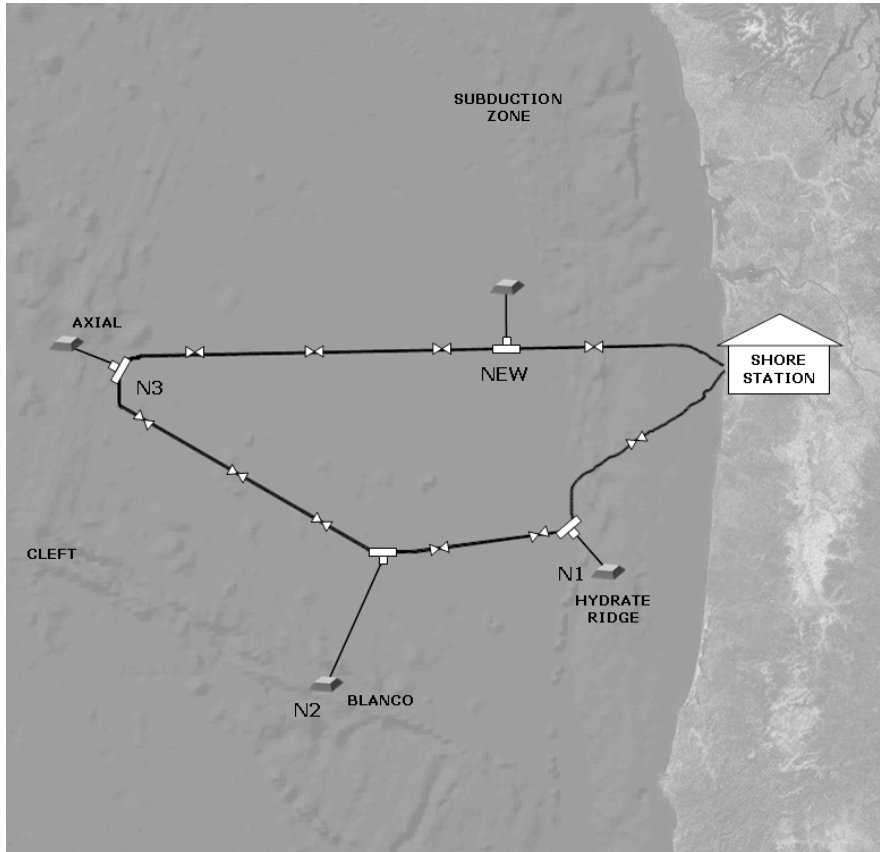 SUBDUCTION
ZONE
AXIAL
N3
NEW
SHORE
STATION
CLEFT
N1
HYDRATE
RIDGE
N2
BLANCO